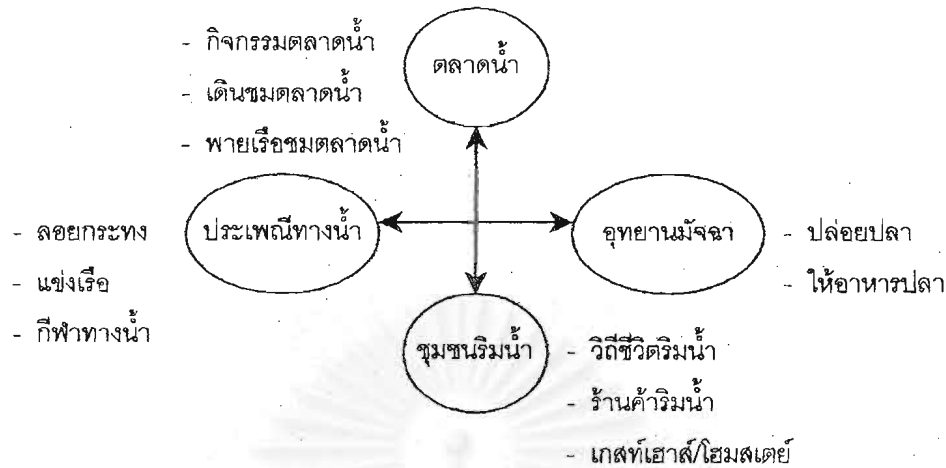 - กิจกรรมตลาดน้ำ
- เดินชมตลาดน้ำ
- พายเรือชมตลาดน้ำ
ตลาดน้ำ
- ลอยกระทง
- แข่งเรือ
- กีฬาทางน้ำ
ประเพณีทางน้ำ
อุทยานมัจฉา
- ปล่อยปลา
- ให้อาหารปลา
ชุมชนริมน้ำ
- วิถีชีวิตริมน้ำ
- ร้านค้าริมน้ำ
- เกสท์เฮาส์/โฮมสเตย์